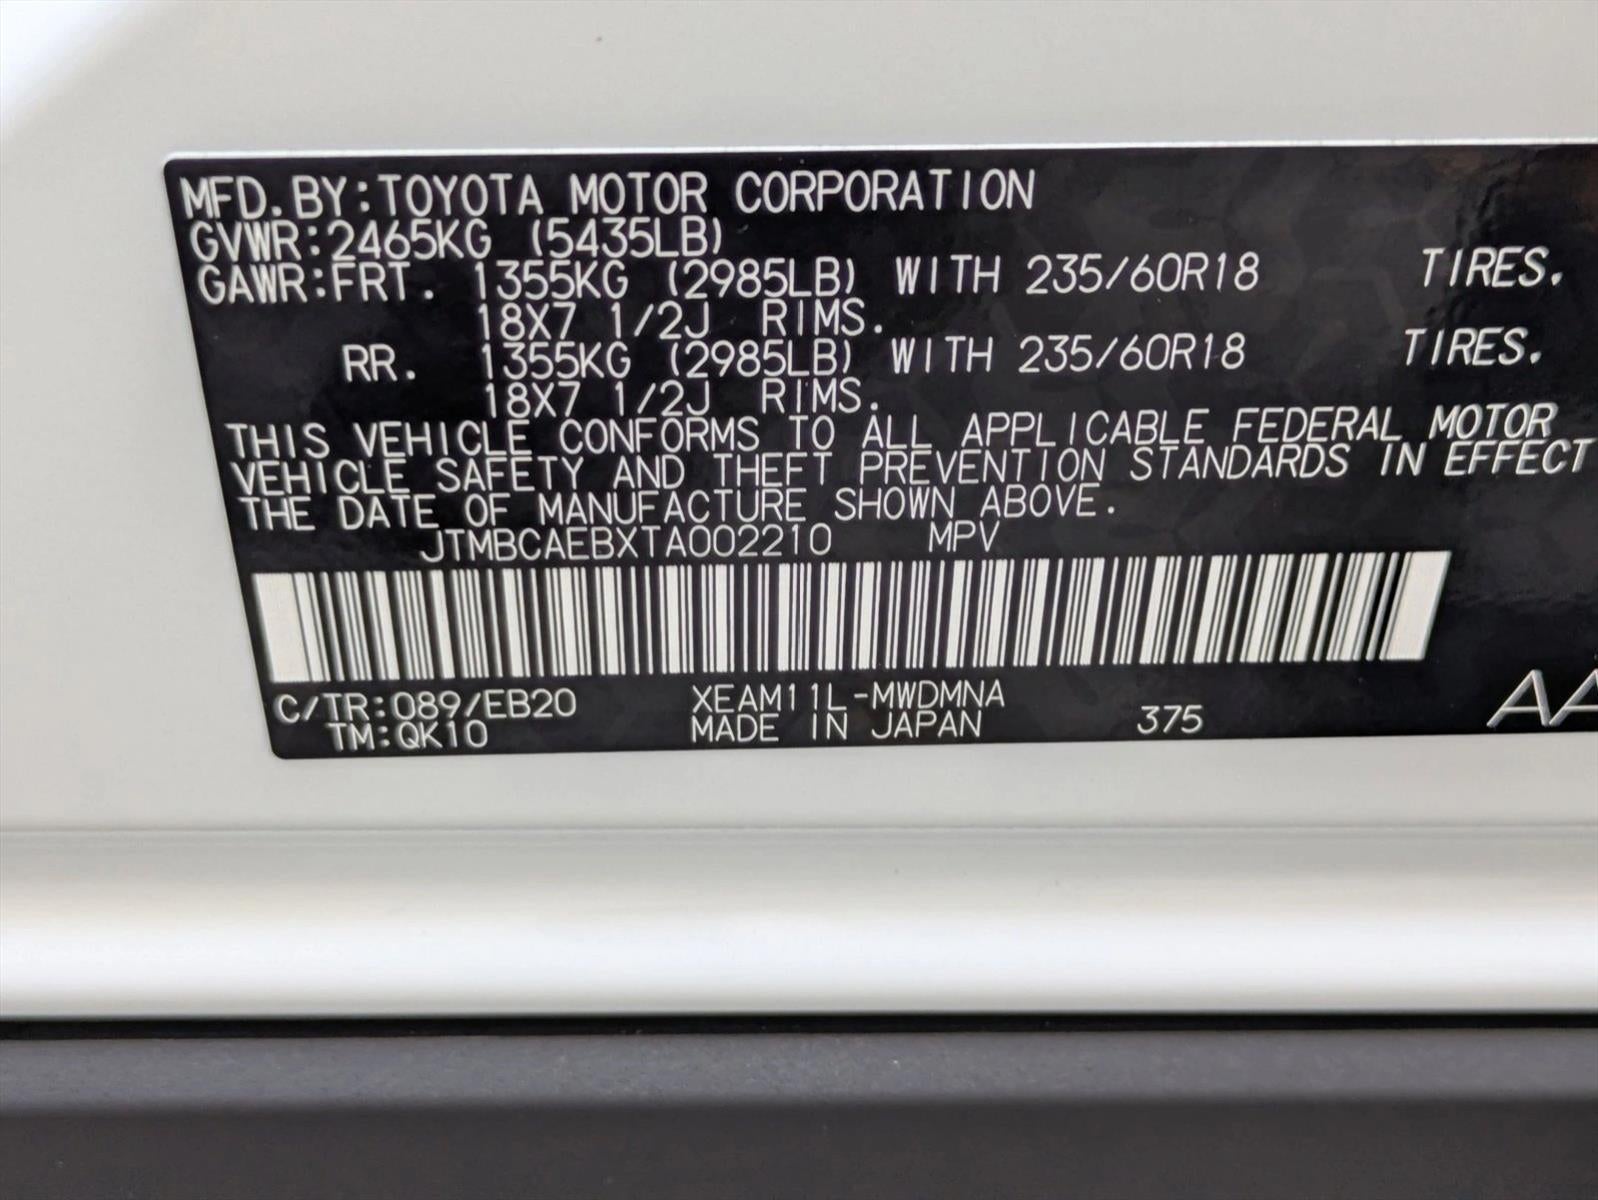 MFD.BY:TOYOTA MOTOR CORPORATION
GVWR:2465KG (5435LB)
GAWR:FRT. 1355KG (2985LB) WITH 235/60R18 TIRES.
18X7 1/2J RIMS.
RR. 1355KG (2985LB) WITH 235/60R18 TIRES.
18X7 1/2J RIMS.
THIS VEHICLE CONFORMS TO ALL APPLICABLE FEDERAL MOTOR
VEHICLE SAFETY AND THEFT PREVENTION STANDARDS IN EFFECT
THE DATE OF MANUFACTURE SHOWN ABOVE.
JTMBCAEBXTA002210 MPV
C/TR:089/EB20 XEAM11L-MWDMNA
TM:QK10 MADE IN JAPAN 375